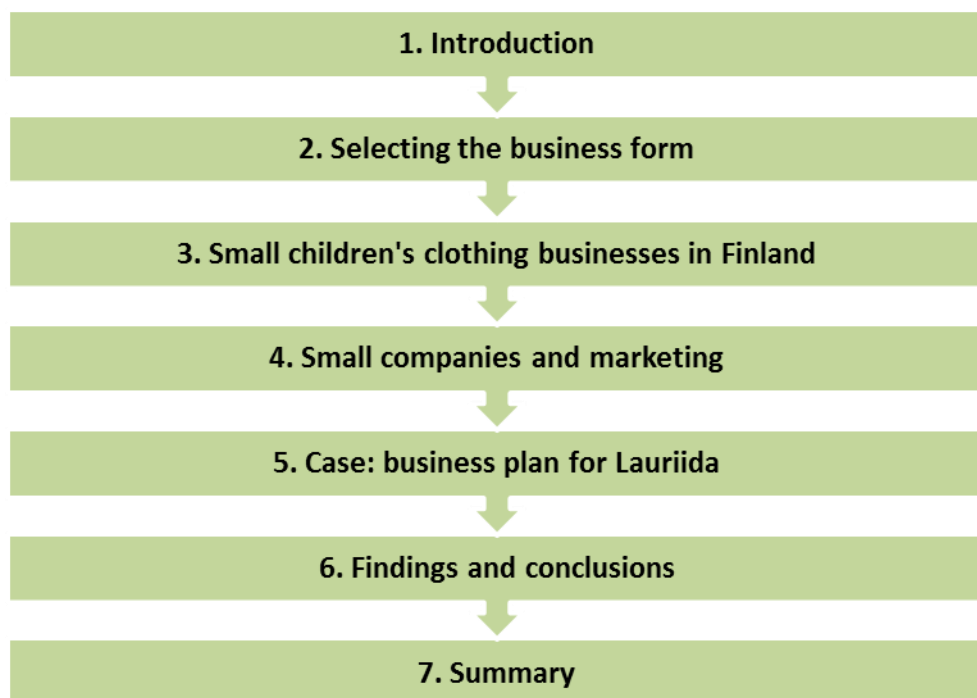 1. Introduction
2. Selecting the business form
3. Small children's clothing businesses in Finland
4. Small companies and marketing
5. Case: business plan for Lauriida
6. Findings and conclusions
7. Summary